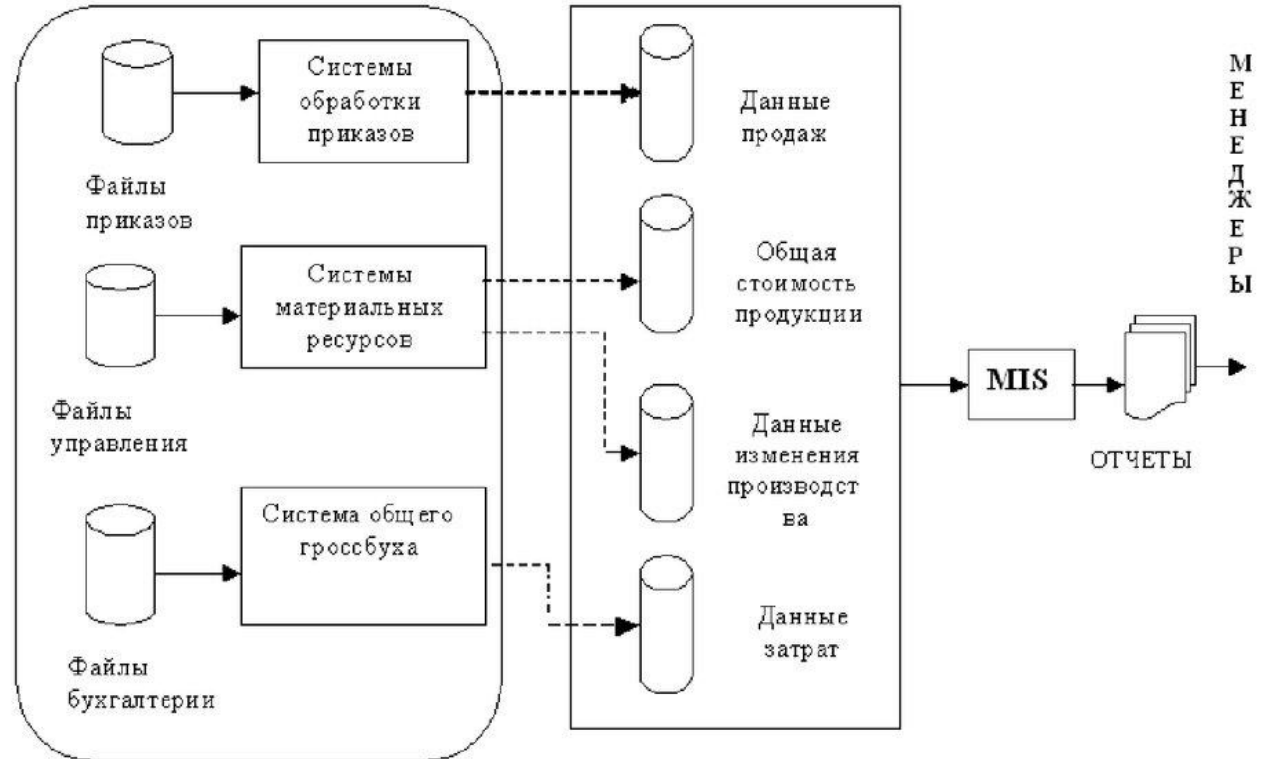 Системы
обработки
приказов
Файлы
приказов
Системы
материальных
ресурсов
Файлы
управления
Система общего
гроссбуха
Файлы
бухгалтерии
Данные
продаж
Общая
стоимость
продукции
Данные
изменения
производст
ва
Данные
затрат
MIS
ОТЧЕТЫ
М
Е
Н
Е
Д
Ж
Е
Р
Ы